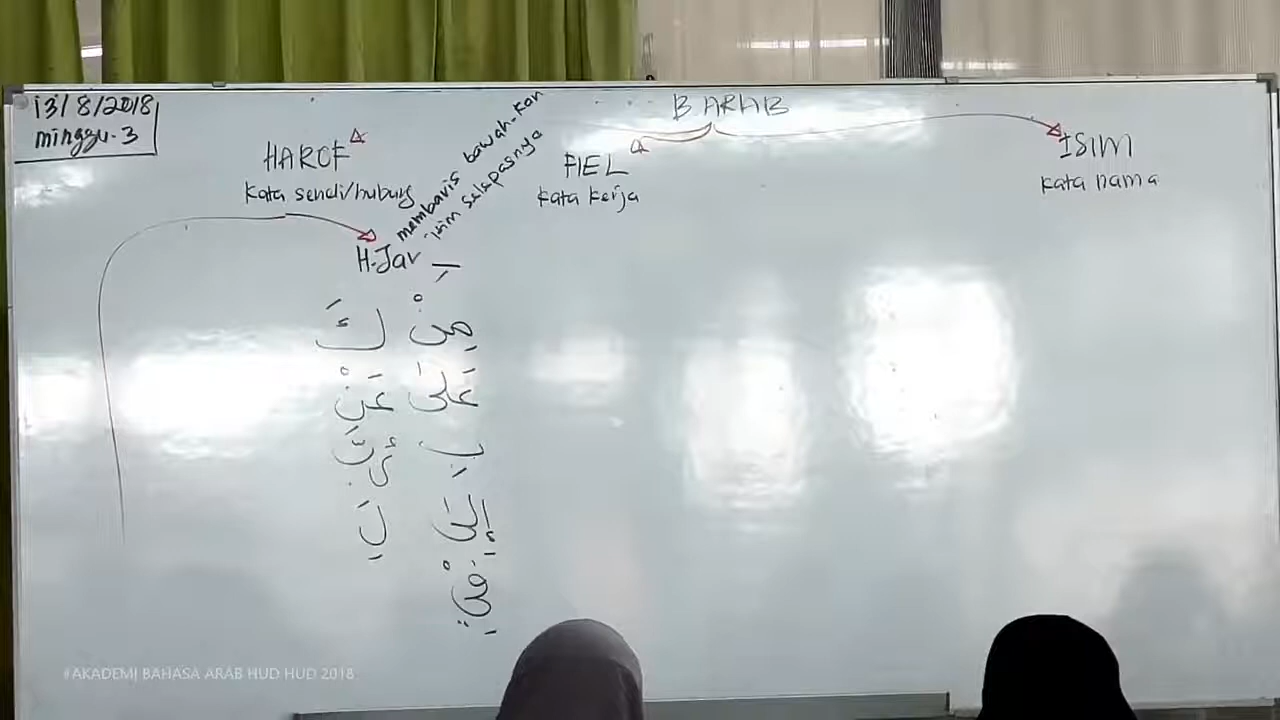 13/8/2018
minggu.3
B ARAB
HAROF
kata sendi/hubung
FIEL
kata kerja
ISIM
kata nama
membaris bawah-kan
isim selepasnya
H.Jar
مِنْ
عَلَى
بِ
كَ
عَنْ
#AKADEMI BAHASA ARAB HUD HUD 2018